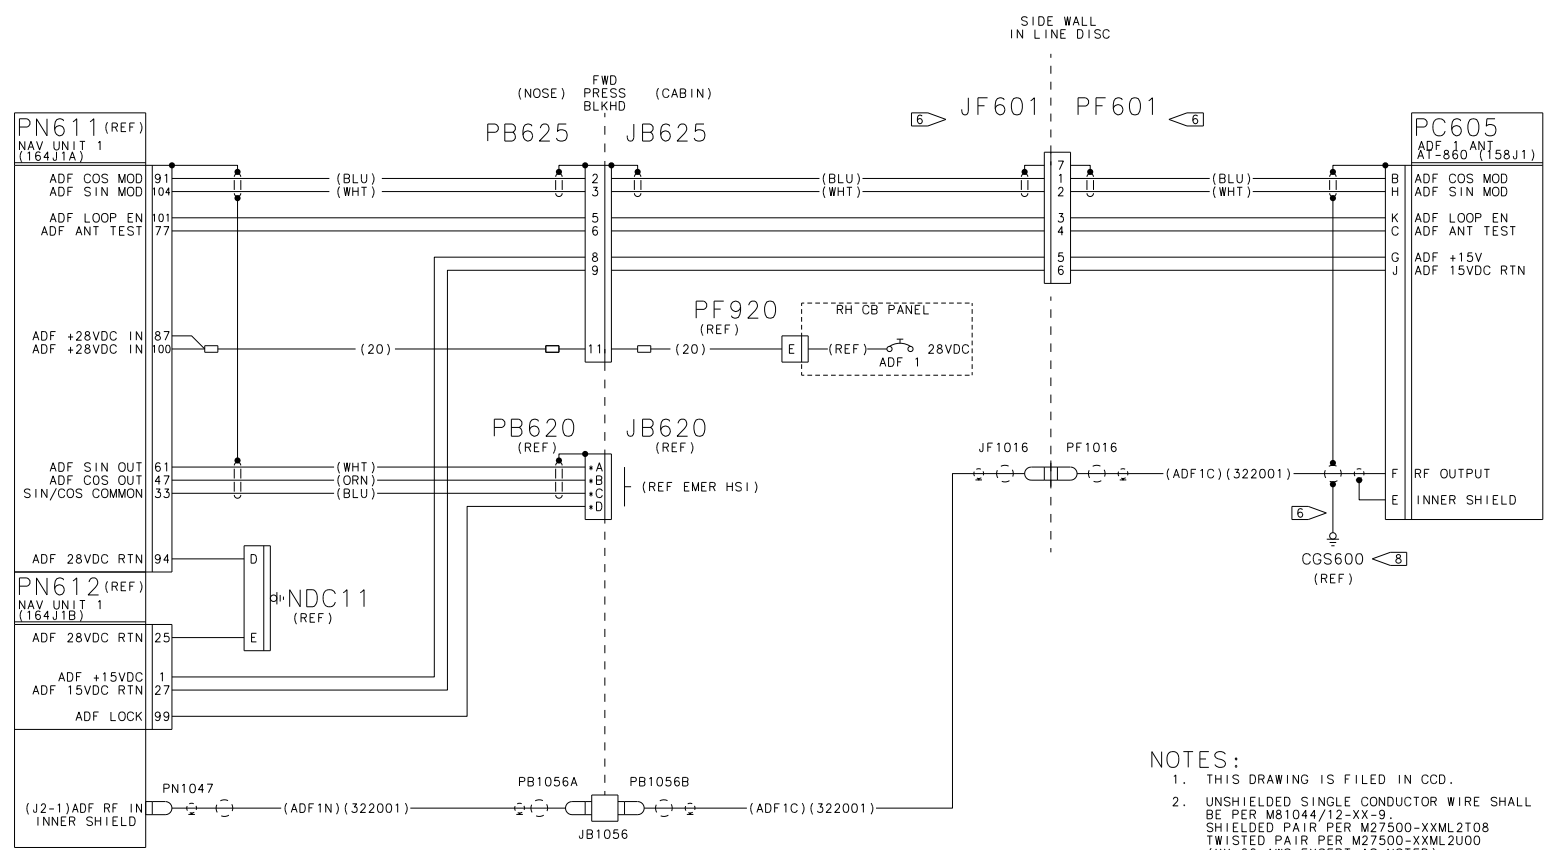 SIDE WALL
IN LINE DISC
FWD
(NOSE) PRESS (CABIN)
BLKHD
PB625 JB625
6 JF601 PF601 6
PN611 (REF)
NAV UNIT 1
(164J1A)
PC605
ADF 1 ANT
AT-860 (158J1)
7
ADF COS MOD 91 (BLU) 2 (BLU) 1 (BLU) B ADF COS MOD
ADF SIN MOD 104 (WHT) 3 (WHT) 2 (WHT) H ADF SIN MOD
ADF LOOP EN 101 5 3 K ADF LOOP EN
ADF ANT TEST 77 6 4 C ADF ANT TEST
8 5 G ADF +15V
9 6 J ADF 15VDC RTN
PF920
(REF)
RH CB PANEL
ADF +28VDC IN 87
ADF +28VDC IN 100 (20) 11 (20) E (REF) 28VDC
ADF 1
PB620 JB620
(REF) (REF)
ADF SIN OUT 61 (WHT) *A
ADF COS OUT 47 (ORN) *B
SIN/COS COMMON 33 (BLU) *C
*D
(REF EMER HSI)
JF1016 PF1016
(ADF1C)(322001) F RF OUTPUT
E INNER SHIELD
6
CGS600 8
(REF)
ADF 28VDC RTN 94 D
NDC11
(REF)
PN612 (REF)
NAV UNIT 1
(164J1B)
ADF 28VDC RTN 25 E
ADF +15VDC 1
ADF 15VDC RTN 27
ADF LOCK 99
PN1047 PB1056A PB1056B
(J2-1)ADF RF IN (ADF1N)(322001) (ADF1C)(322001)
INNER SHIELD
JB1056
NOTES:
1. THIS DRAWING IS FILED IN CCD.
2. UNSHIELDED SINGLE CONDUCTOR WIRE SHALL
BE PER M81044/12-XX-9.
SHIELDED PAIR PER M27500-XXML2T08
TWISTED PAIR PER M27500-XXML2U00